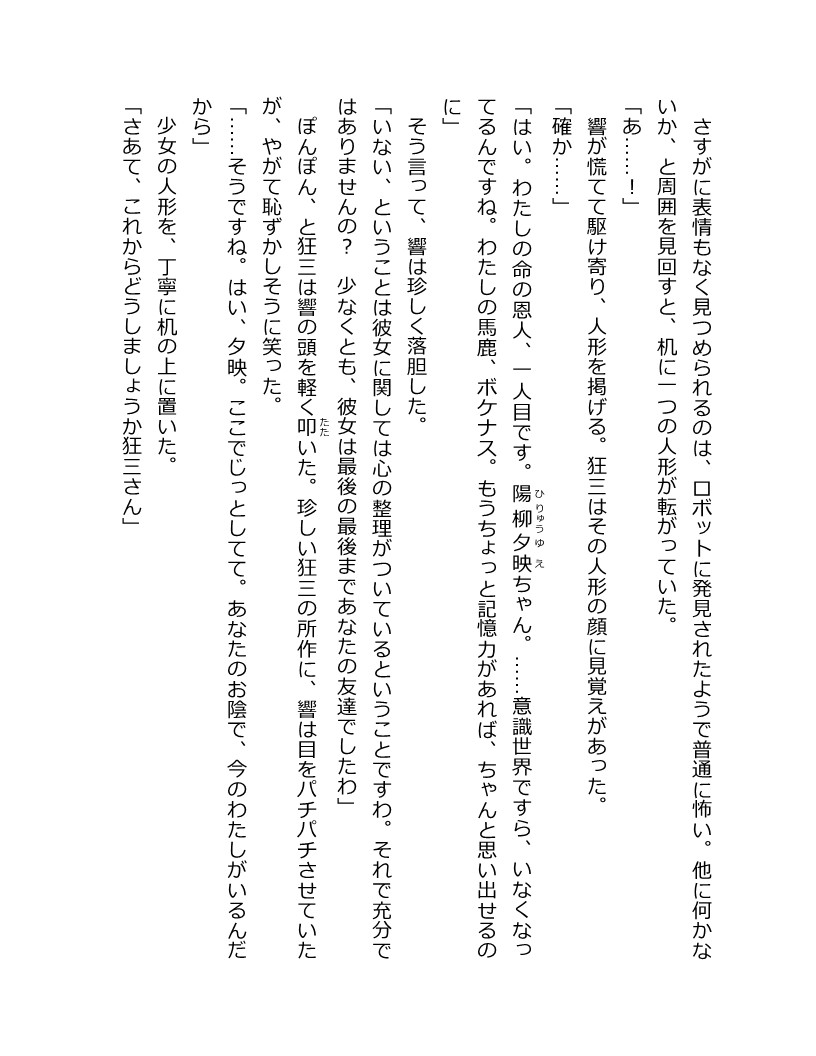 さすがに表情もなく見つめられるのは、ロボットに発見されたようで普通に怖い。他に何かな
いか、と周囲を見回すと、机に一つの人形が転がっていた。
「あ……！」
響が慌てて駆け寄り、人形を掲げる。狂三はその人形の顔に見覚えがあった。
「確か……」
「はい。わたしの命の恩人、一人目です。陽柳夕映ちゃん。……意識世界ですら、いなくなっ
てるんですね。わたしの馬鹿、ボケナス。もうちょっと記憶力があれば、ちゃんと思い出せるの
に」
そう言って、響は珍しく落胆した。
「いない、ということは彼女に関しては心の整理がついているということですわ。それで充分で
はありませんの？　少なくとも、彼女は最後の最後まであなたの友達でしたわ」
ぽんぽん、と狂三は響の頭を軽く叩いた。珍しい狂三の所作に、響は目をパチパチさせていた
が、やがて恥ずかしそうに笑った。
「……そうですね。はい、夕映。ここでじっとしてて。あなたのお陰で、今のわたしがいるんだ
から」
少女の人形を、丁寧に机の上に置いた。
「さあて、これからどうしましょうか狂三さん」